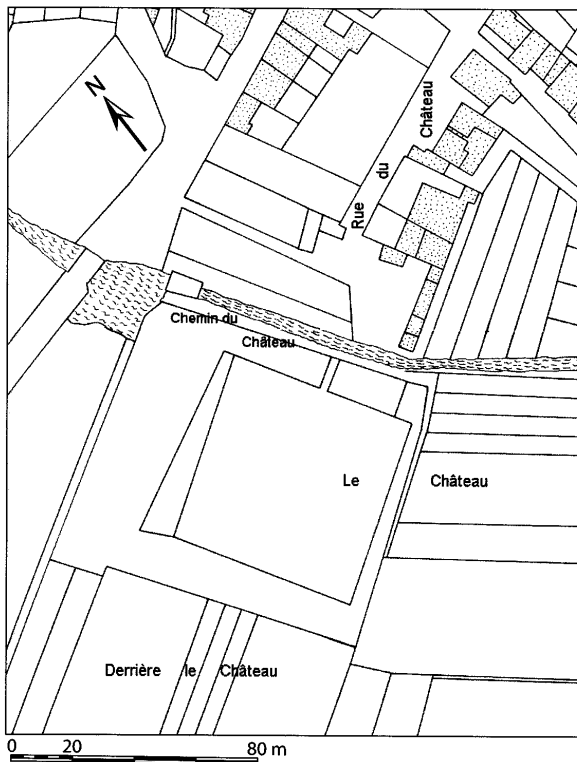 N
Rue du Château
Chemin du
Château
Le Château
Derrière le Château
0 20 80 m